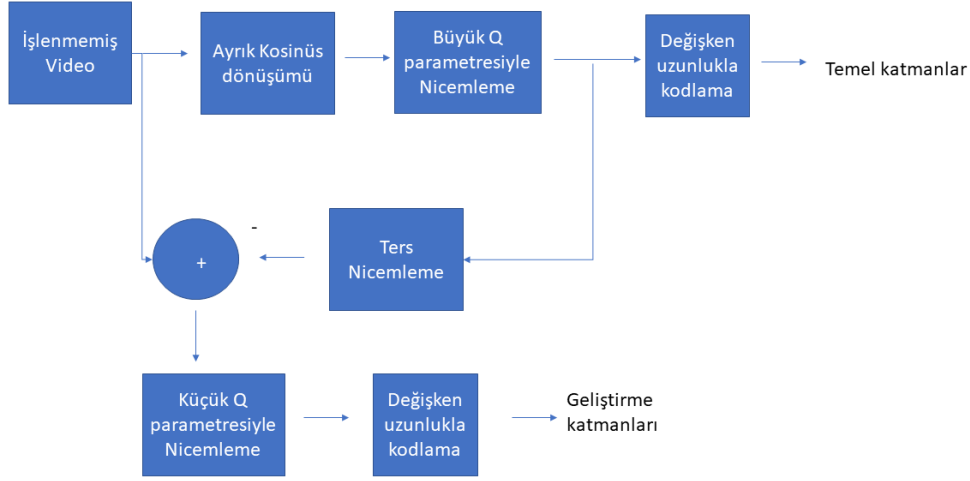 İşlenmemiş
Video
Ayrık Kosinüs
dönüşümü
Büyük Q
parametresiyle
Nicemleme
Değişken
uzunlukla
kodlama
Temel katmanlar
-
+
Ters
Nicemleme
Küçük Q
parametresiyle
Nicemleme
Değişken
uzunlukla
kodlama
Geliştirme
katmanları